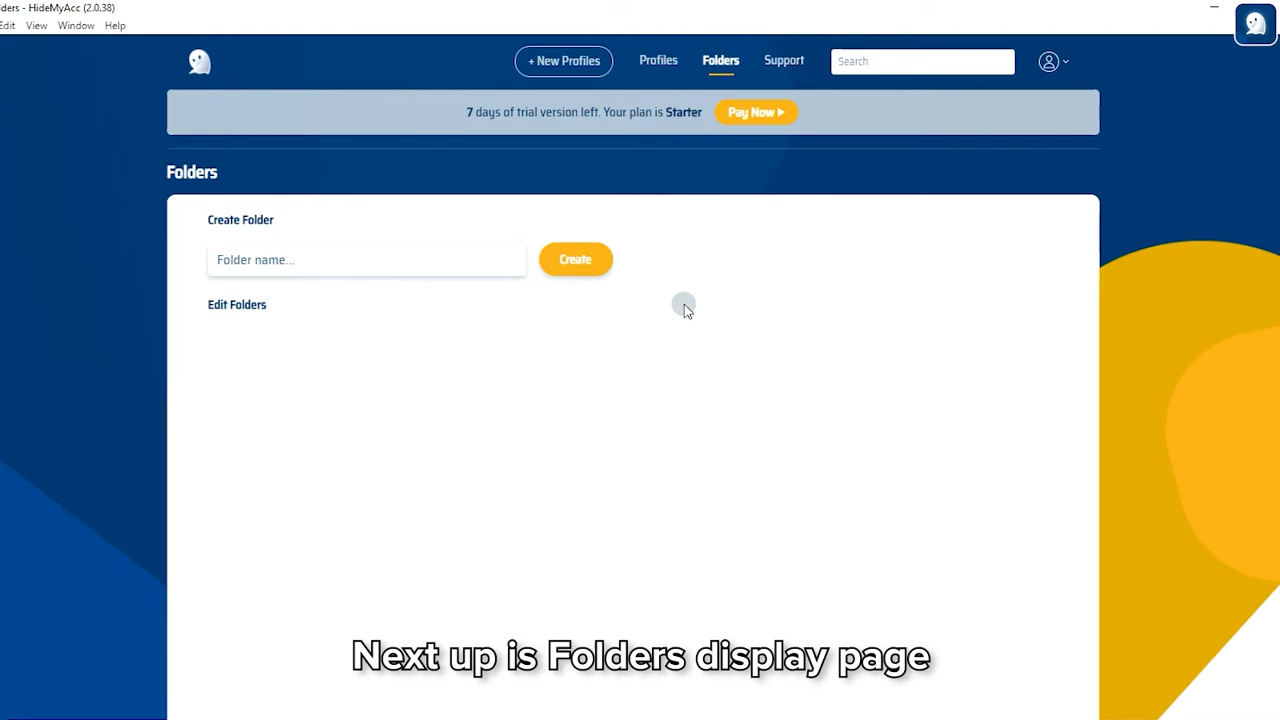 ders - HideMyAcc (2.0.38)
Edit View Window Help
+ New Profiles Profiles Folders Support Search
7 days of trial version left. Your plan is Starter Pay Now
Folders
Create Folder
Folder name... Create
Edit Folders
Next up is Folders display page